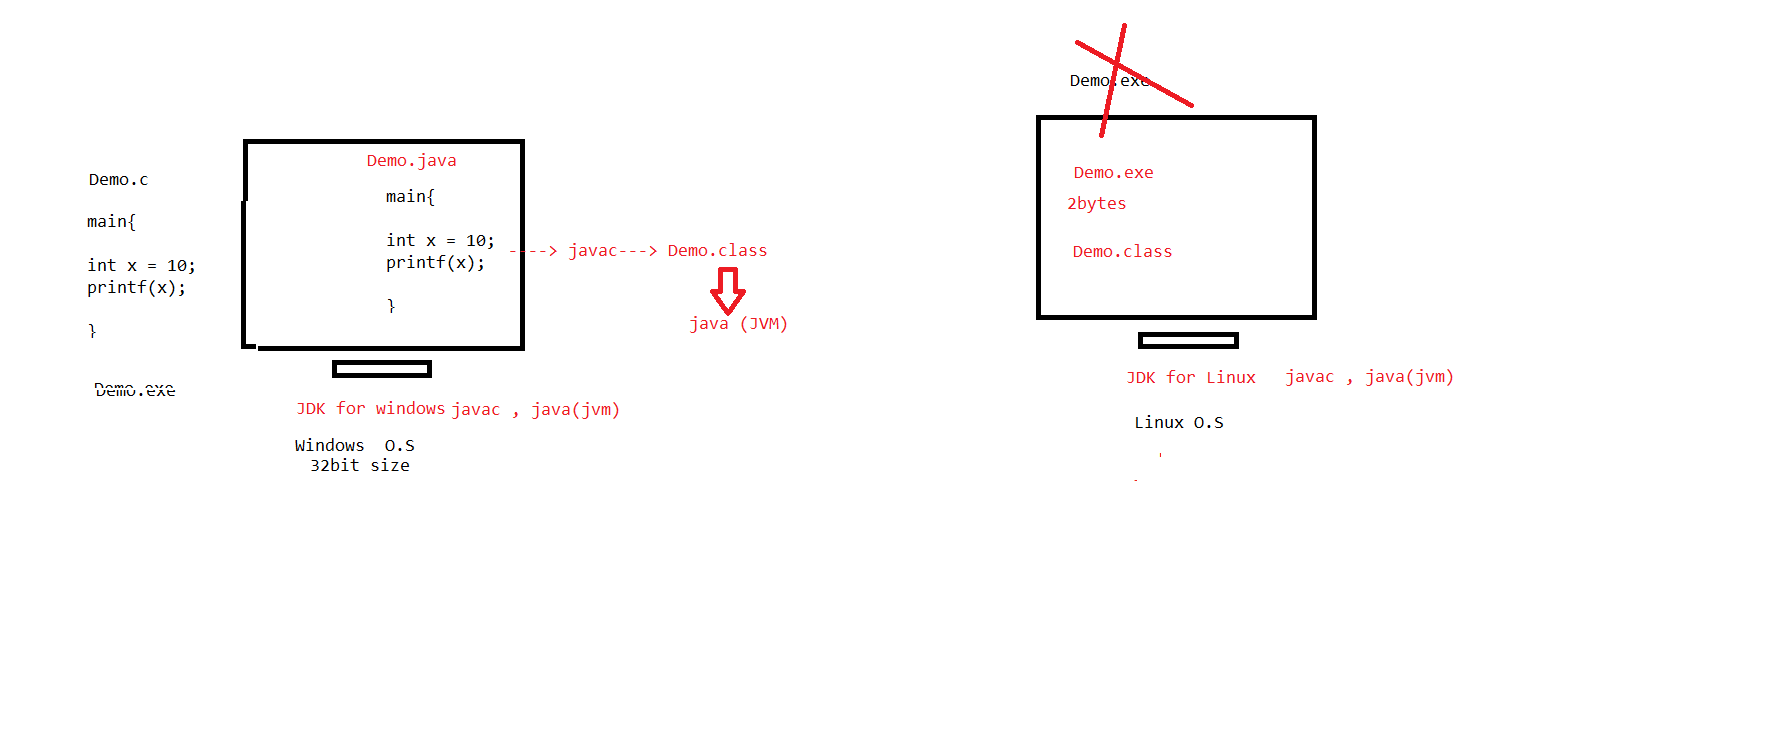 Demo.c
main{
int x = 10;
printf(x);
}
Demo.exe
Demo.java
main{
int x = 10;
printf(x);
}
----> javac---> Demo.class
java (JVM)
JDK for windows javac , java(jvm)
Windows O.S
32bit size
Demo.exe
Demo.exe
2bytes
Demo.class
JDK for Linux javac , java(jvm)
Linux O.S